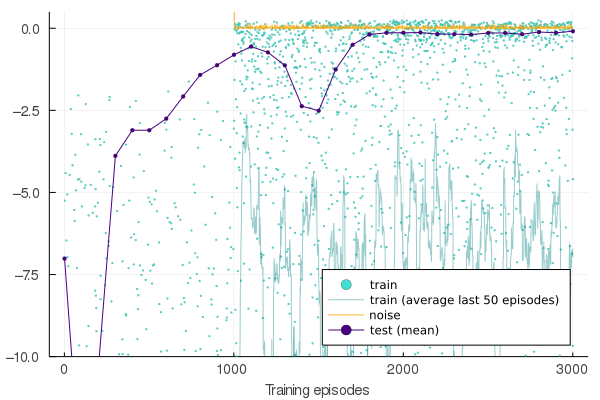 0.0
−2.5
−5.0
−7.5
−10.0
0
1000
2000
3000
Training episodes
train
train (average last 50 episodes)
noise
test (mean)